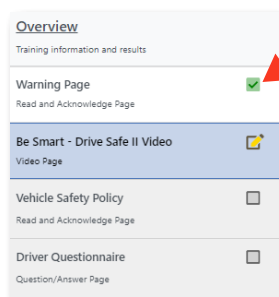 Overview
Training information and results
Warning Page
Read and Acknowledge Page
Be Smart - Drive Safe II Video
Video Page
Vehicle Safety Policy
Read and Acknowledge Page
Driver Questionnaire
Question/Answer Page